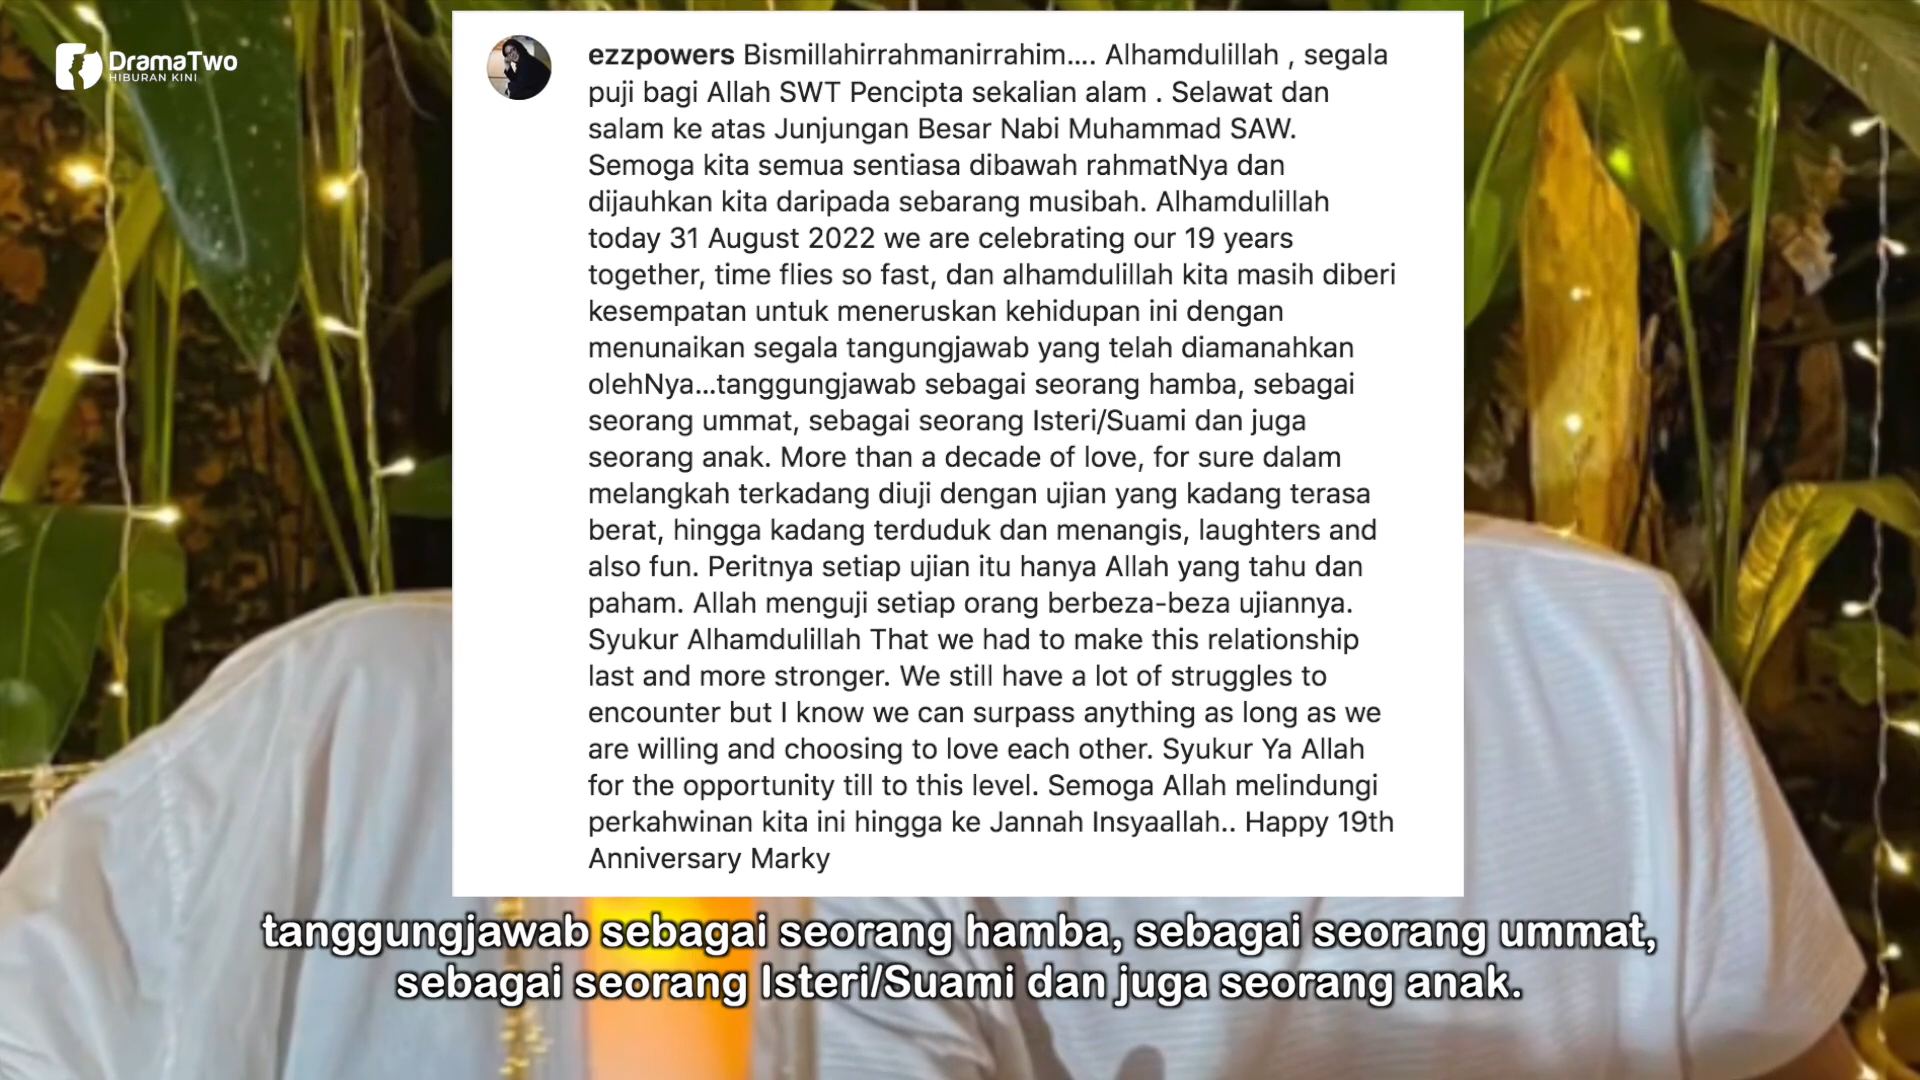 DramaTwo
HIBURAN KINI
ezzpowers Bismillahirrahmanirrahim.... Alhamdulillah , segala
puji bagi Allah SWT Pencipta sekalian alam . Selawat dan
salam ke atas Junjungan Besar Nabi Muhammad SAW.
Semoga kita semua sentiasa dibawah rahmatNya dan
dijauhkan kita daripada sebarang musibah. Alhamdulillah
today 31 August 2022 we are celebrating our 19 years
together, time flies so fast, dan alhamdulillah kita masih diberi
kesempatan untuk meneruskan kehidupan ini dengan
menunaikan segala tangungjawab yang telah diamanahkan
olehNya...tanggungjawab sebagai seorang hamba, sebagai
seorang ummat, sebagai seorang Isteri/Suami dan juga
seorang anak. More than a decade of love, for sure dalam
melangkah terkadang diuji dengan ujian yang kadang terasa
berat, hingga kadang terduduk dan menangis, laughters and
also fun. Peritnya setiap ujian itu hanya Allah yang tahu dan
paham. Allah menguji setiap orang berbeza-beza ujiannya.
Syukur Alhamdulillah That we had to make this relationship
last and more stronger. We still have a lot of struggles to
encounter but I know we can surpass anything as long as we
are willing and choosing to love each other. Syukur Ya Allah
for the opportunity till to this level. Semoga Allah melindungi
perkahwinan kita ini hingga ke Jannah Insyaallah.. Happy 19th
Anniversary Marky
tanggungjawab sebagai seorang hamba, sebagai seorang ummat,
sebagai seorang Isteri/Suami dan juga seorang anak.